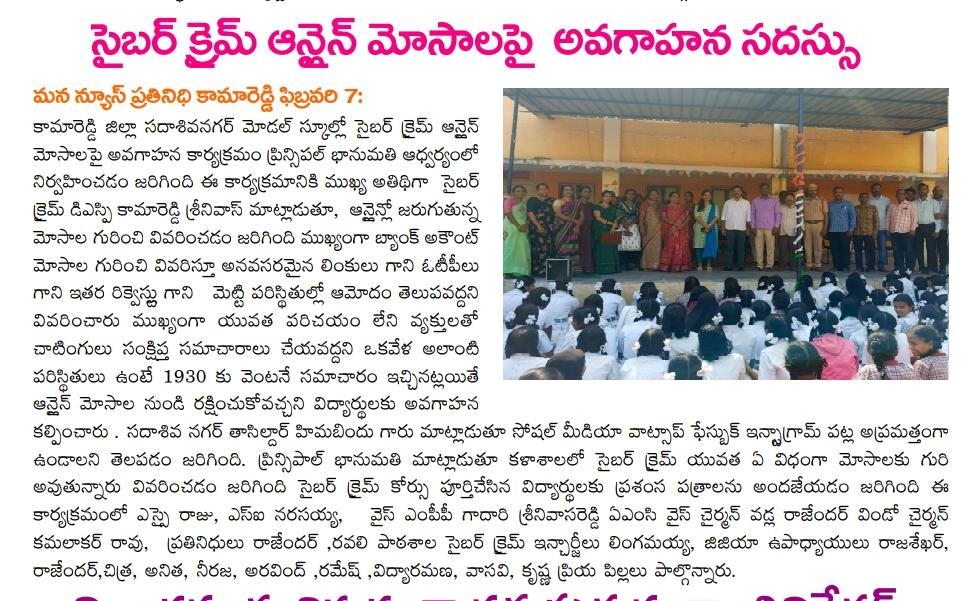 సైబర్ క్రైమ్ ఆన్లైన్ మోసాలపై అవగాహన సదస్సు
మన న్యూస్ ప్రతినిధి కామారెడ్డి ఫిబ్రవరి 7:
కామారెడ్డి జిల్లా సదాశివనగర్ మోడల్ స్కూల్లో సైబర్ క్రైమ్ ఆన్లైన్
మోసాలపై అవగాహన కార్యక్రమం ప్రిన్సిపల్ భానుమతి ఆధ్వర్యంలో
నిర్వహించడం జరిగింది ఈ కార్యక్రమానికి ముఖ్య అతిథిగా సైబర్
క్రైమ్ డిఎస్పి కామారెడ్డి శ్రీనివాస్ మాట్లాడుతూ, ఆన్లైన్లో జరుగుతున్న
మోసాల గురించి వివరించడం జరిగింది ముఖ్యంగా బ్యాంక్ అకౌంట్
మోసాల గురించి వివరిస్తూ అనవసరమైన లింకులు గాని ఓటీపీలు
గాని ఇతర రిక్వెస్టు గాని మెట్టి పరిస్థితుల్లో ఆమోదం తెలుపవద్దని
వివరించారు ముఖ్యంగా యువత పరిచయం లేని వ్యక్తులతో
చాటింగులు సంక్షిప్త సమాచారాలు చేయవద్దని ఒకవేళ అలాంటి
పరిస్థితులు ఉంటే 1930 కు వెంటనే సమాచారం ఇచ్చినట్లయితే
ఆన్లైన్ మోసాల నుండి రక్షించుకోవచ్చని విద్యార్థులకు అవగాహన
కల్పించారు . సదాశివ నగర్ తాసిల్దార్ హిమబిందు గారు మాట్లాడుతూ సోషల్ మీడియా వాట్సాప్ ఫేస్బుక్ ఇన్స్టాగ్రామ్ పట్ల అప్రమత్తంగా
ఉండాలని తెలపడం జరిగింది. ప్రిన్సిపాల్ భానుమతి మాట్లాడుతూ కళాశాలలో సైబర్ క్రైమ్ యువత ఏ విధంగా మోసాలకు గురి
అవుతున్నారు వివరించడం జరిగింది సైబర్ క్రైమ్ కోర్సు పూర్తిచేసిన విద్యార్థులకు ప్రశంస పత్రాలను అందజేయడం జరిగింది ఈ
కార్యక్రమంలో ఎస్సై రాజు, ఎస్ఐ నరసయ్య, వైస్ ఎంపీపీ గాదారి శ్రీనివాసరెడ్డి ఏఎంసి వైస్ చైర్మన్ వడ్ల రాజేందర్ విండో చైర్మన్
కమలాకర్ రావు, ప్రతినిధులు రాజేందర్ ,రవలి పాఠశాల సైబర్ క్రైమ్ ఇన్చార్జీలు లింగమయ్య, జిజియా ఉపాధ్యాయులు రాజశేఖర్,
రాజేందర్,చిత్ర, అనిత, నీరజ, అరవింద్ ,రమేష్ ,విద్యారమణ, వాసవి, కృష్ణ ప్రియ పిల్లలు పాల్గొన్నారు.